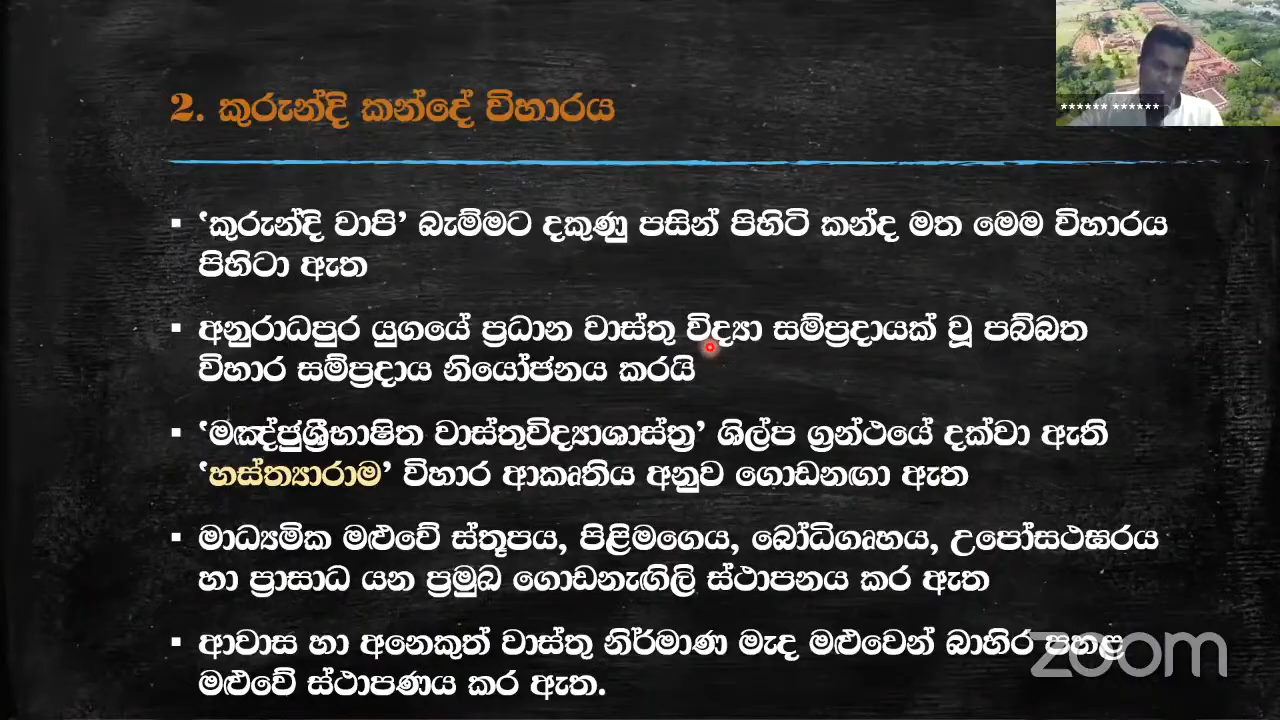 2. කුරුන්දි කන්දේ විහාරය
****** ******
▪ ‘කුරුන්දි වාපි’ බැම්මට දකුණු පසින් පිහිටි කන්ද මත මෙම විහාරය
පිහිටා ඇත
▪ අනුරාධපුර යුගයේ ප්‍රධාන වාස්තු විද්‍යා සම්ප්‍රදායක් වූ පබ්බත
විහාර සම්ප්‍රදාය නියෝජනය කරයි
▪ ‘මඤ්ජුශ්‍රීභාෂිත වාස්තුවිද්‍යාශාස්ත්‍ර’ ශිල්ප ග්‍රන්ථයේ දක්වා ඇති
‘හස්ත්‍යාරාම’ විහාර ආකෘතිය අනුව ගොඩනඟා ඇත
▪ මාධ්‍යමික මළුවේ ස්තූපය, පිළිමගෙය, බෝධිගෘහය, උපෝසථඝරය
හා ප්‍රාසාධ යන ප්‍රමුඛ ගොඩනැඟිලි ස්ථාපනය කර ඇත
▪ ආවාස හා අනෙකුත් වාස්තු නිර්මාණ මැද මළුවෙන් බාහිර පහළ
මළුවේ ස්ථාපණය කර ඇත.
zoom